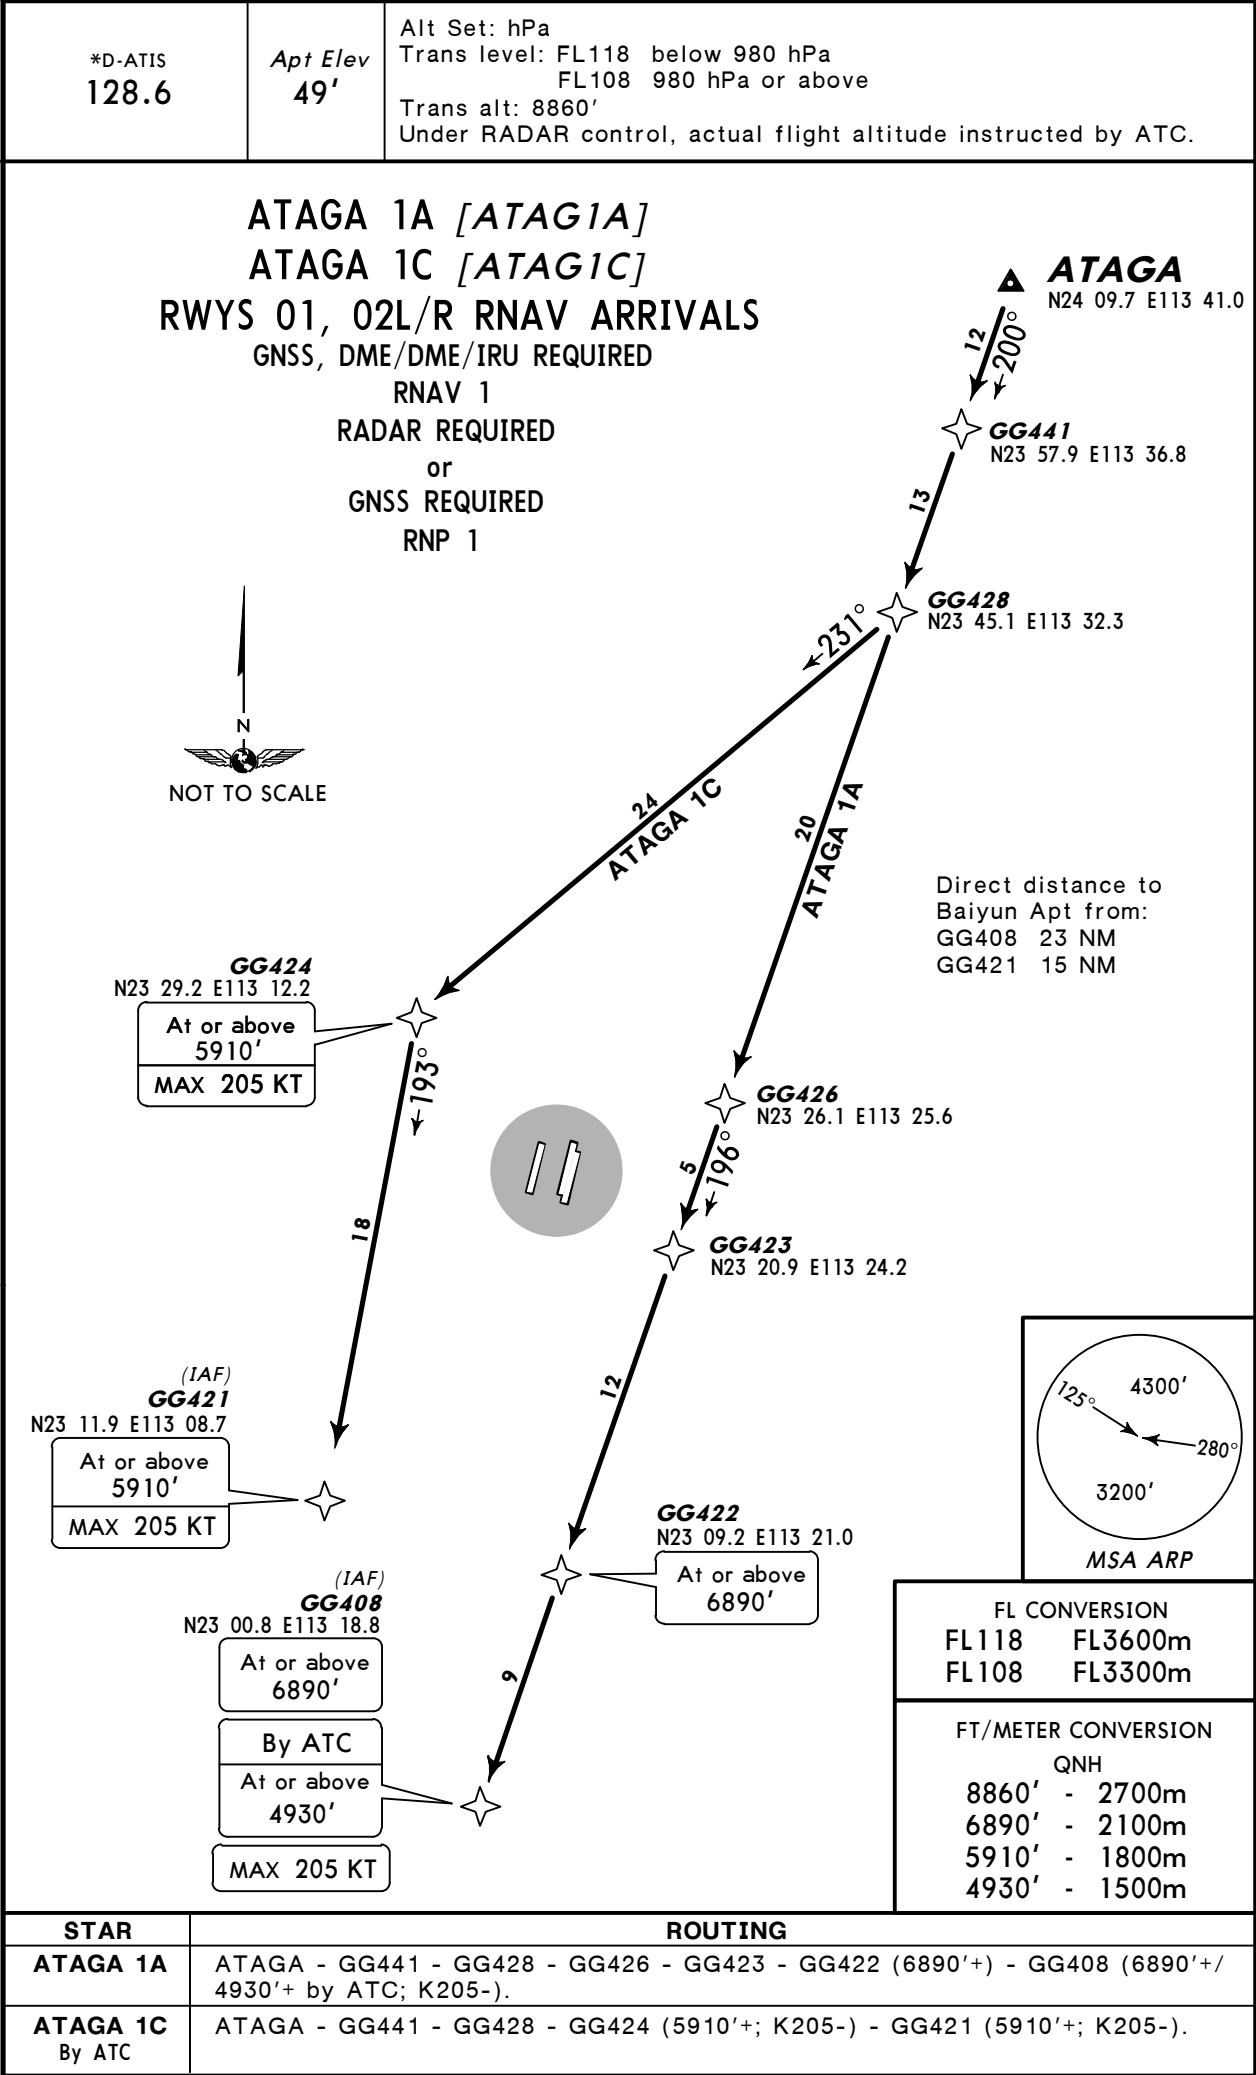 *D-ATIS
128.6
Apt Elev
49'
Alt Set: hPa
Trans level: FL118 below 980 hPa
FL108 980 hPa or above
Trans alt: 8860'
Under RADAR control, actual flight altitude instructed by ATC.
ATAGA 1A [ATAG1A]
ATAGA 1C [ATAG1C]
RWYS 01, 02L/R RNAV ARRIVALS
GNSS, DME/DME/IRU REQUIRED
RNAV 1
RADAR REQUIRED
or
GNSS REQUIRED
RNP 1
ATAGA
N24 09.7 E113 41.0
12
200°
GG441
N23 57.9 E113 36.8
13
GG428
N23 45.1 E113 32.3
231°
N
NOT TO SCALE
24
ATAGA 1C
20
ATAGA 1A
Direct distance to
Baiyun Apt from:
GG408 23 NM
GG421 15 NM
GG424
N23 29.2 E113 12.2
At or above
5910'
MAX 205 KT
193°
GG426
N23 26.1 E113 25.6
5
196°
18
GG423
N23 20.9 E113 24.2
12
(IAF)
GG421
N23 11.9 E113 08.7
At or above
5910'
MAX 205 KT
125°
4300'
280°
3200'
MSA ARP
GG422
N23 09.2 E113 21.0
At or above
6890'
(IAF)
GG408
N23 00.8 E113 18.8
At or above
6890'
By ATC
At or above
4930'
MAX 205 KT
9
FL CONVERSION
FL118 FL3600m
FL108 FL3300m
FT/METER CONVERSION
QNH
8860' - 2700m
6890' - 2100m
5910' - 1800m
4930' - 1500m
STAR ROUTING
ATAGA 1A
ATAGA - GG441 - GG428 - GG426 - GG423 - GG422 (6890'+) - GG408 (6890'+/
4930'+ by ATC; K205-).
ATAGA 1C
By ATC
ATAGA - GG441 - GG428 - GG424 (5910'+; K205-) - GG421 (5910'+; K205-).